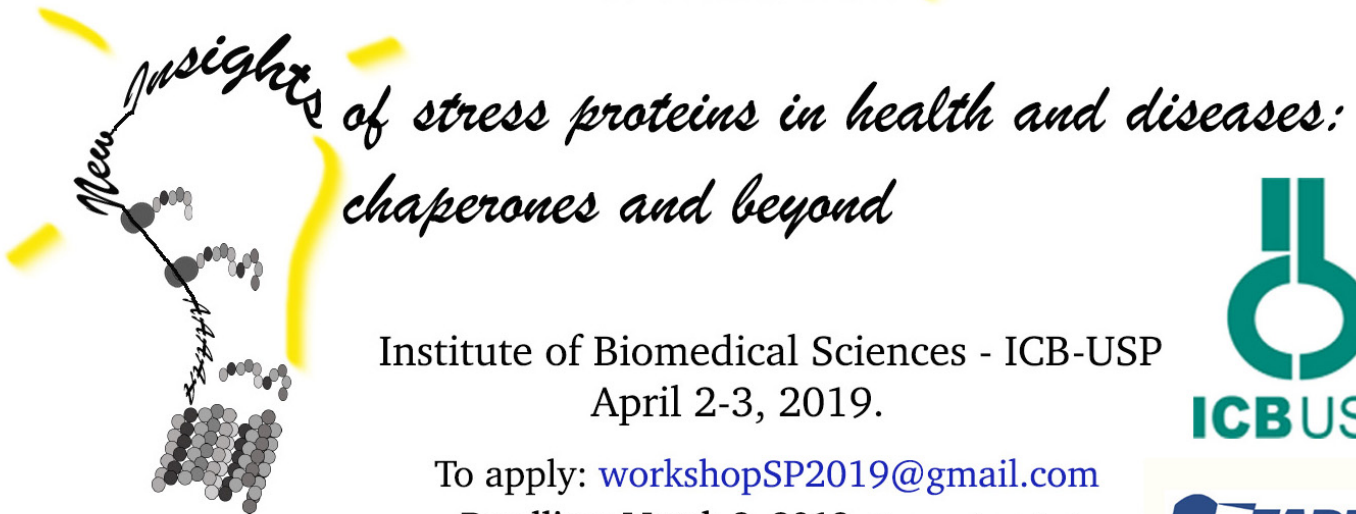 New Insights of stress proteins in health and diseases:
chaperones and beyond
Institute of Biomedical Sciences - ICB-USP
April 2-3, 2019.
ICBUS
To apply: workshopSP2019@gmail.com